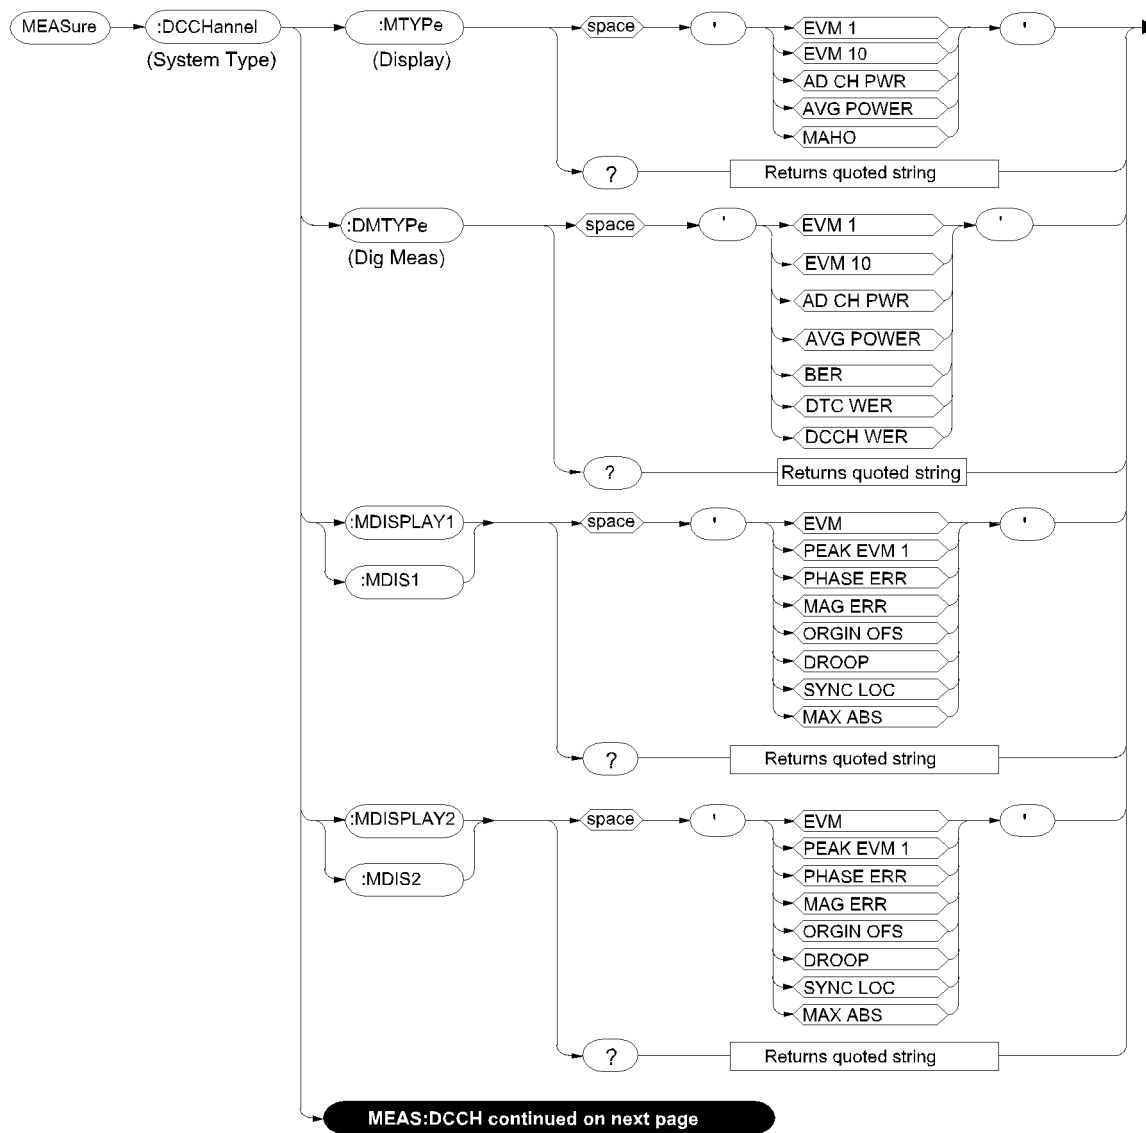 MEASure :DCCHannel :MTYPe space ' EVM 1 '
(System Type) (Display) EVM 10
AD CH PWR
AVG POWER
MAHO
? Returns quoted string
:DMTYPe space ' EVM 1 '
(Dig Meas) EVM 10
AD CH PWR
AVG POWER
BER
DTC WER
DCCH WER
? Returns quoted string
:MDISPLAY1 space ' EVM '
PEAK EVM 1
:MDIS1 PHASE ERR
MAG ERR
ORGIN OFS
DROOP
SYNC LOC
MAX ABS
? Returns quoted string
:MDISPLAY2 space ' EVM '
PEAK EVM 1
:MDIS2 PHASE ERR
MAG ERR
ORGIN OFS
DROOP
SYNC LOC
MAX ABS
? Returns quoted string
MEAS:DCCH continued on next page